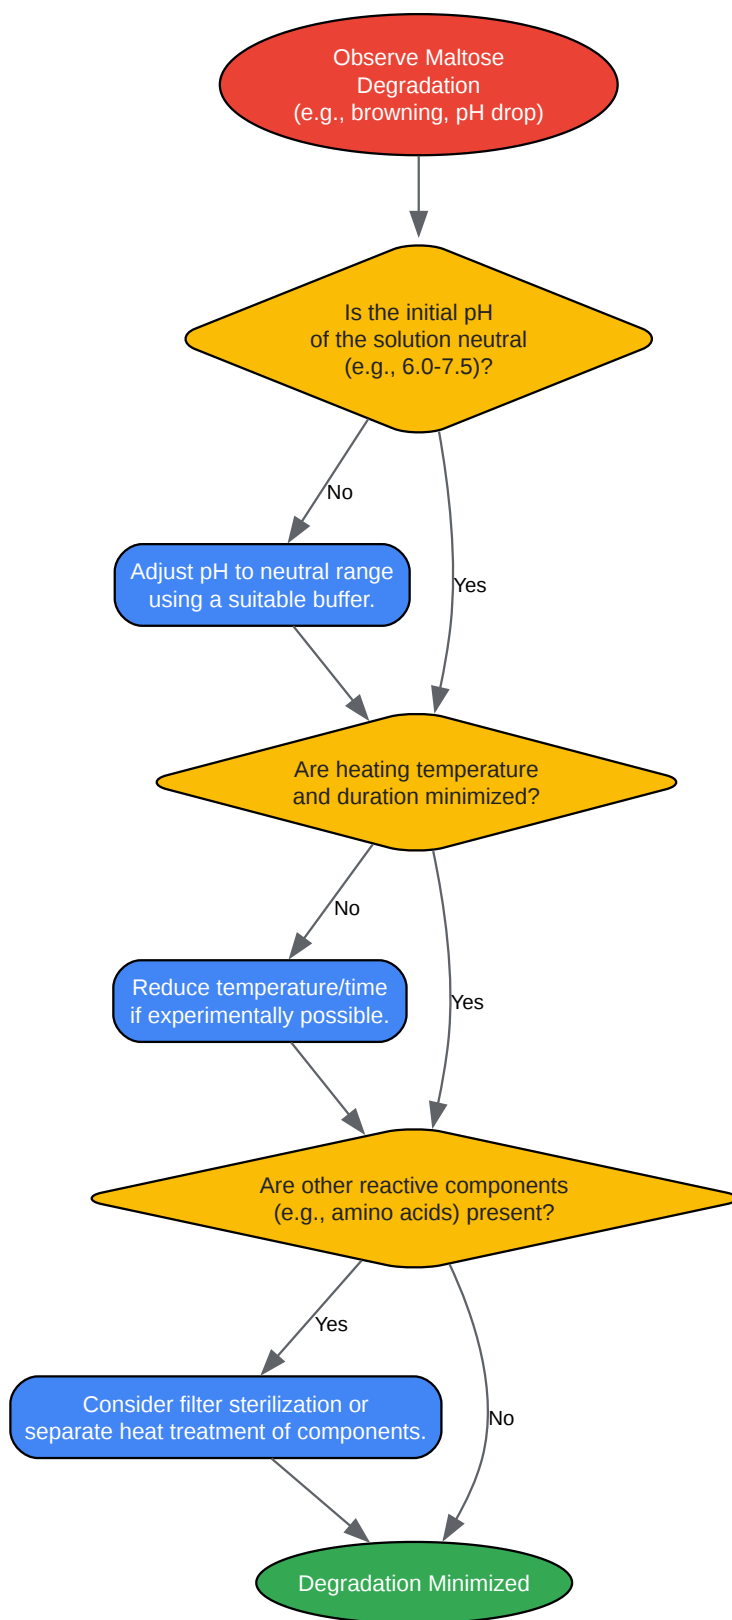 Observe Maltose
Degradation
(e.g., browning, pH drop)
Is the initial pH
of the solution neutral
(e.g., 6.0-7.5)?
No
Yes
Adjust pH to neutral range
using a suitable buffer.
Are heating temperature
and duration minimized?
No
Yes
Reduce temperature/time
if experimentally possible.
Are other reactive components
(e.g., amino acids) present?
Yes
No
Consider filter sterilization or
separate heat treatment of components.
Degradation Minimized